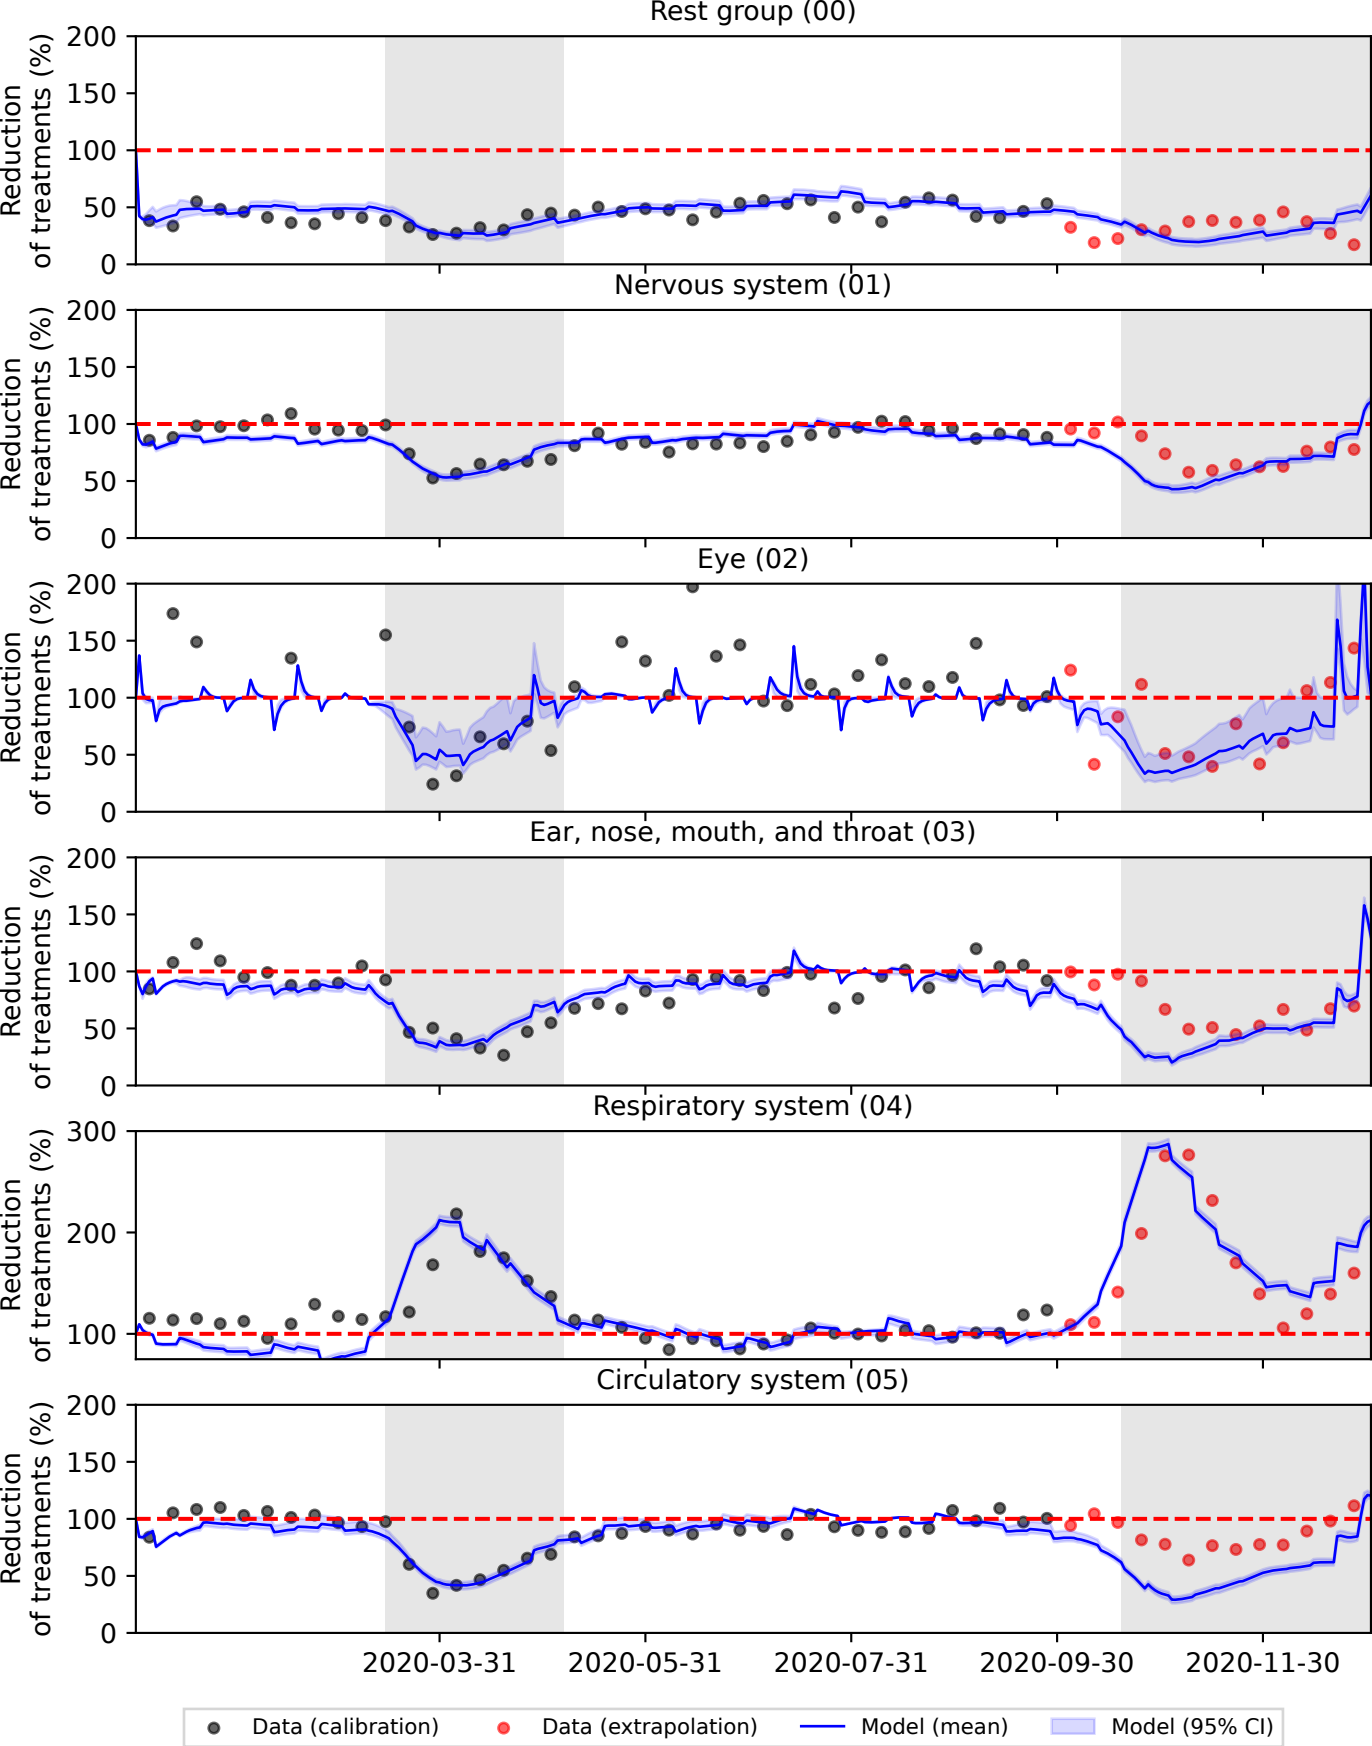 Rest group (00)
Reduction
of treatments (%)
200
150
100
50
0
Nervous system (01)
Reduction
of treatments (%)
200
150
100
50
0
Eye (02)
Reduction
of treatments (%)
200
150
100
50
0
Ear, nose, mouth, and throat (03)
Reduction
of treatments (%)
200
150
100
50
0
Respiratory system (04)
Reduction
of treatments (%)
300
200
100
Circulatory system (05)
Reduction
of treatments (%)
200
150
100
50
0
2020-03-31 2020-05-31 2020-07-31 2020-09-30 2020-11-30
Data (calibration) Data (extrapolation) Model (mean) Model (95% CI)